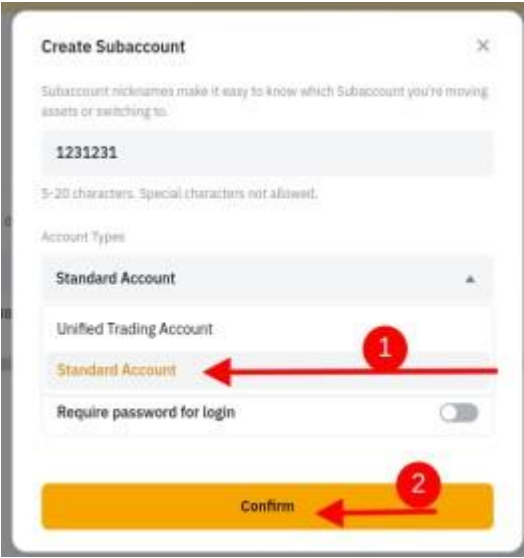 Create Subaccount
Subaccount nicknames make it easy to know which Subaccount you're moving
assets or switching to.
1231231
5-20 characters. Special characters not allowed.
Account Types
Standard Account
Unified Trading Account
1
Standard Account
Require password for login
2
Confirm